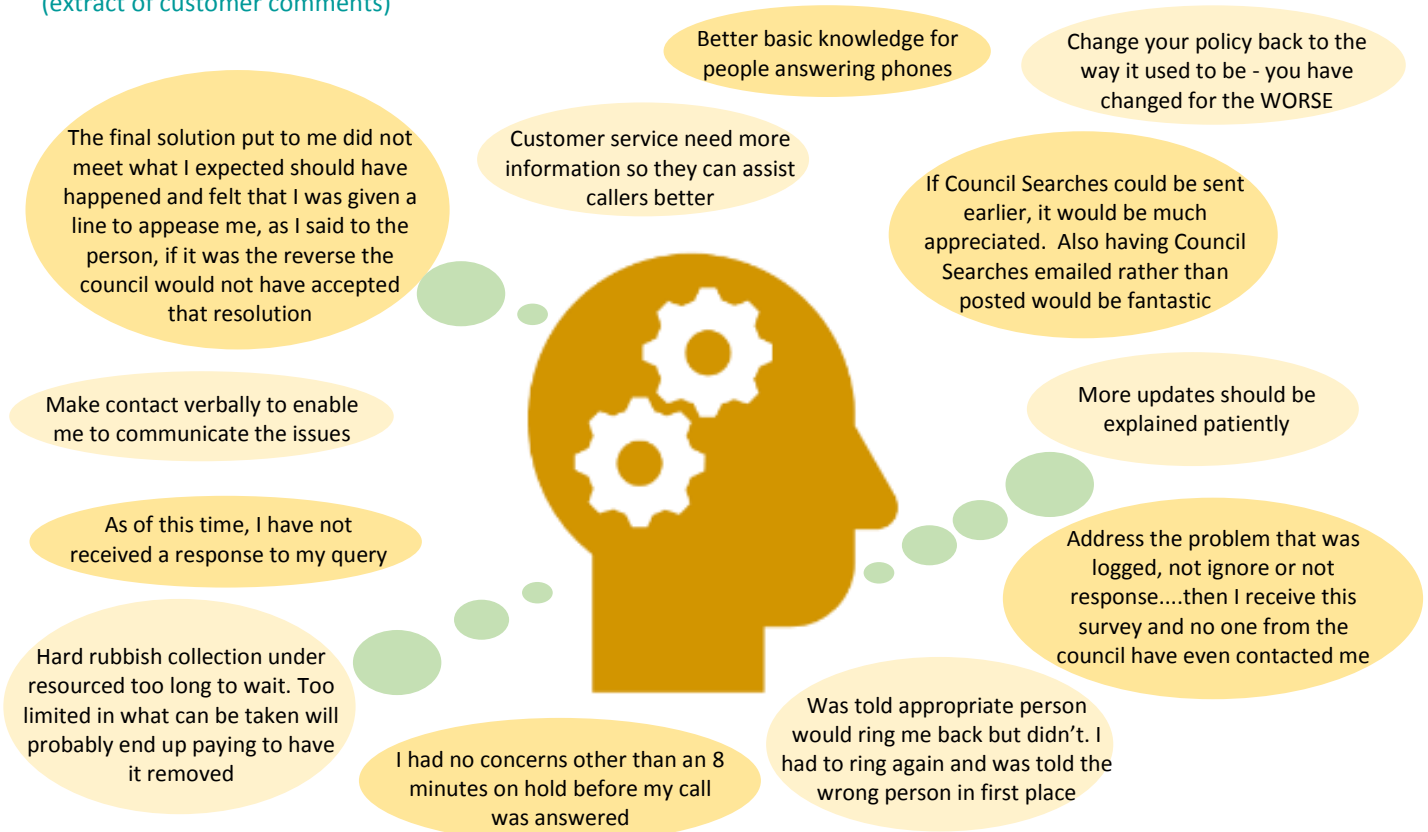 (extract of customer comments)
Better basic knowledge for
people answering phones
Change your policy back to the
way it used to be - you have
changed for the WORSE
The final solution put to me did not
meet what I expected should have
happened and felt that I was given a
line to appease me, as I said to the
person, if it was the reverse the
council would not have accepted
that resolution
Customer service need more
information so they can assist
callers better
If Council Searches could be sent
earlier, it would be much
appreciated.  Also having Council
Searches emailed rather than
posted would be fantastic
Make contact verbally to enable
me to communicate the issues
More updates should be
explained patiently
As of this time, I have not
received a response to my query
Address the problem that was
logged, not ignore or not
response....then I receive this
survey and no one from the
council have even contacted me
Hard rubbish collection under
resourced too long to wait. Too
limited in what can be taken will
probably end up paying to have
it removed
I had no concerns other than an 8
minutes on hold before my call
was answered
Was told appropriate person
would ring me back but didn’t. I
had to ring again and was told the
wrong person in first place